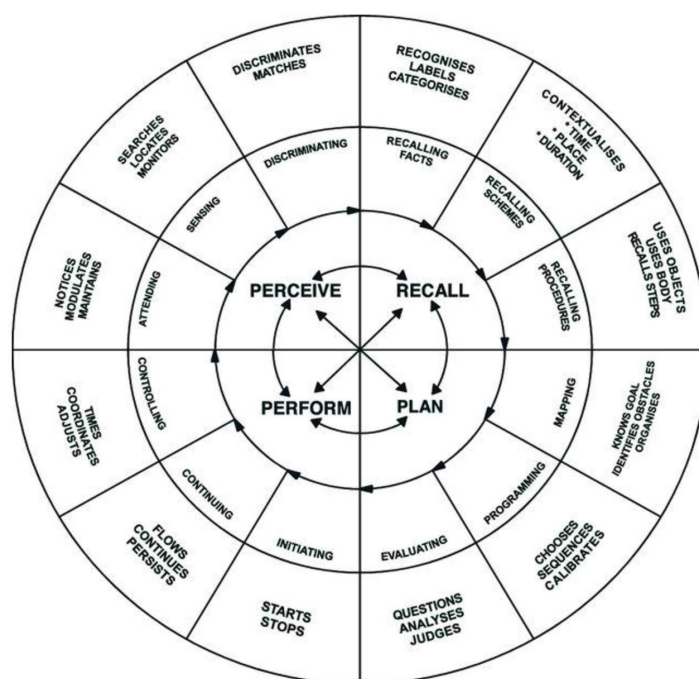 DISCRIMINATES
MATCHES
RECOGNISES
LABELS
CATEGORISES
CONTEXTUALISES
* TIME
* PLACE
* DURATION
USES OBJECTS
USES BODY
RECALLS STEPS
KNOWS GOAL
IDENTIFIES OBSTACLES
ORGANISES
CHOOSES
SEQUENCES
CALIBRATES
QUESTIONS
ANALYSES
JUDGES
STARTS
STOPS
FLOWS
CONTINUES
PERSISTS
TIMES
COORDINATES
ADJUSTS
NOTICES
MODULATES
MAINTAINS
SEARCHES
LOCATES
MONITORS
DISCRIMINATING
RECALLING
FACTS
RECALLING
SCHEMES
RECALLING
PROCEDURES
MAPPING
PROGRAMMING
EVALUATING
INITIATING
CONTINUING
CONTROLLING
ATTENDING
SENSING
PERCEIVE
RECALL
PERFORM
PLAN